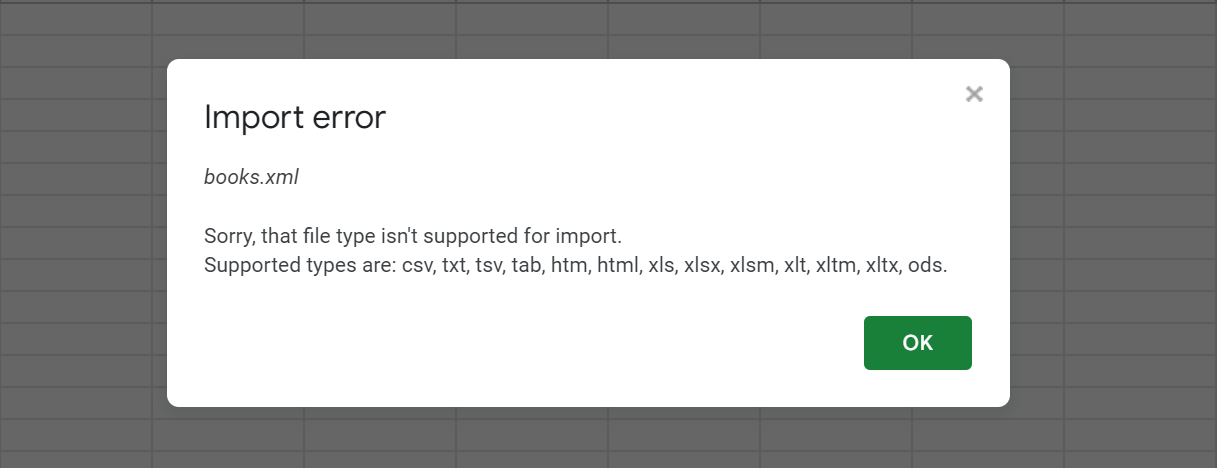 Import error
books.xml
Sorry, that file type isn't supported for import.
Supported types are: csv, txt, tsv, tab, htm, html, xls, xlsx, xlsm, xlt, xltm, xltx, ods.
OK